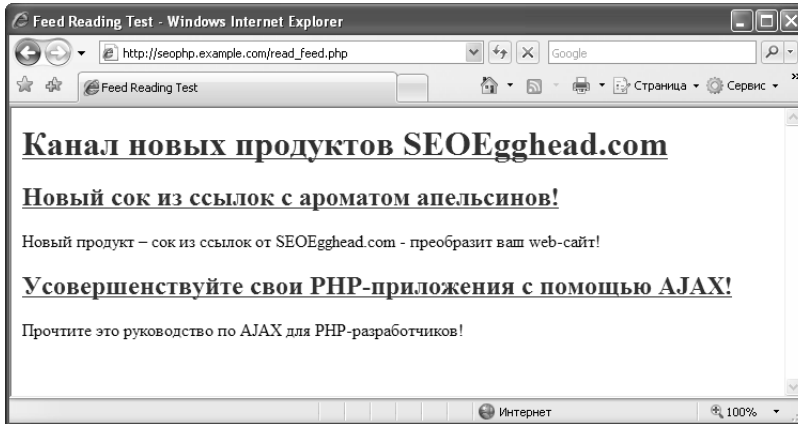 Feed Reading Test - Windows Internet Explorer
http://seophp.example.com/read_feed.php
Google
Feed Reading Test
Страница
Сервис
Канал новых продуктов SEOEgghead.com
Новый сок из ссылок с ароматом апельсинов!
Новый продукт – сок из ссылок от SEOEgghead.com - преобразит ваш web-сайт!
Усовершенствуйте свои PHP-приложения с помощью AJAX!
Прочтите это руководство по AJAX для PHP-разработчиков!
Интернет
100%